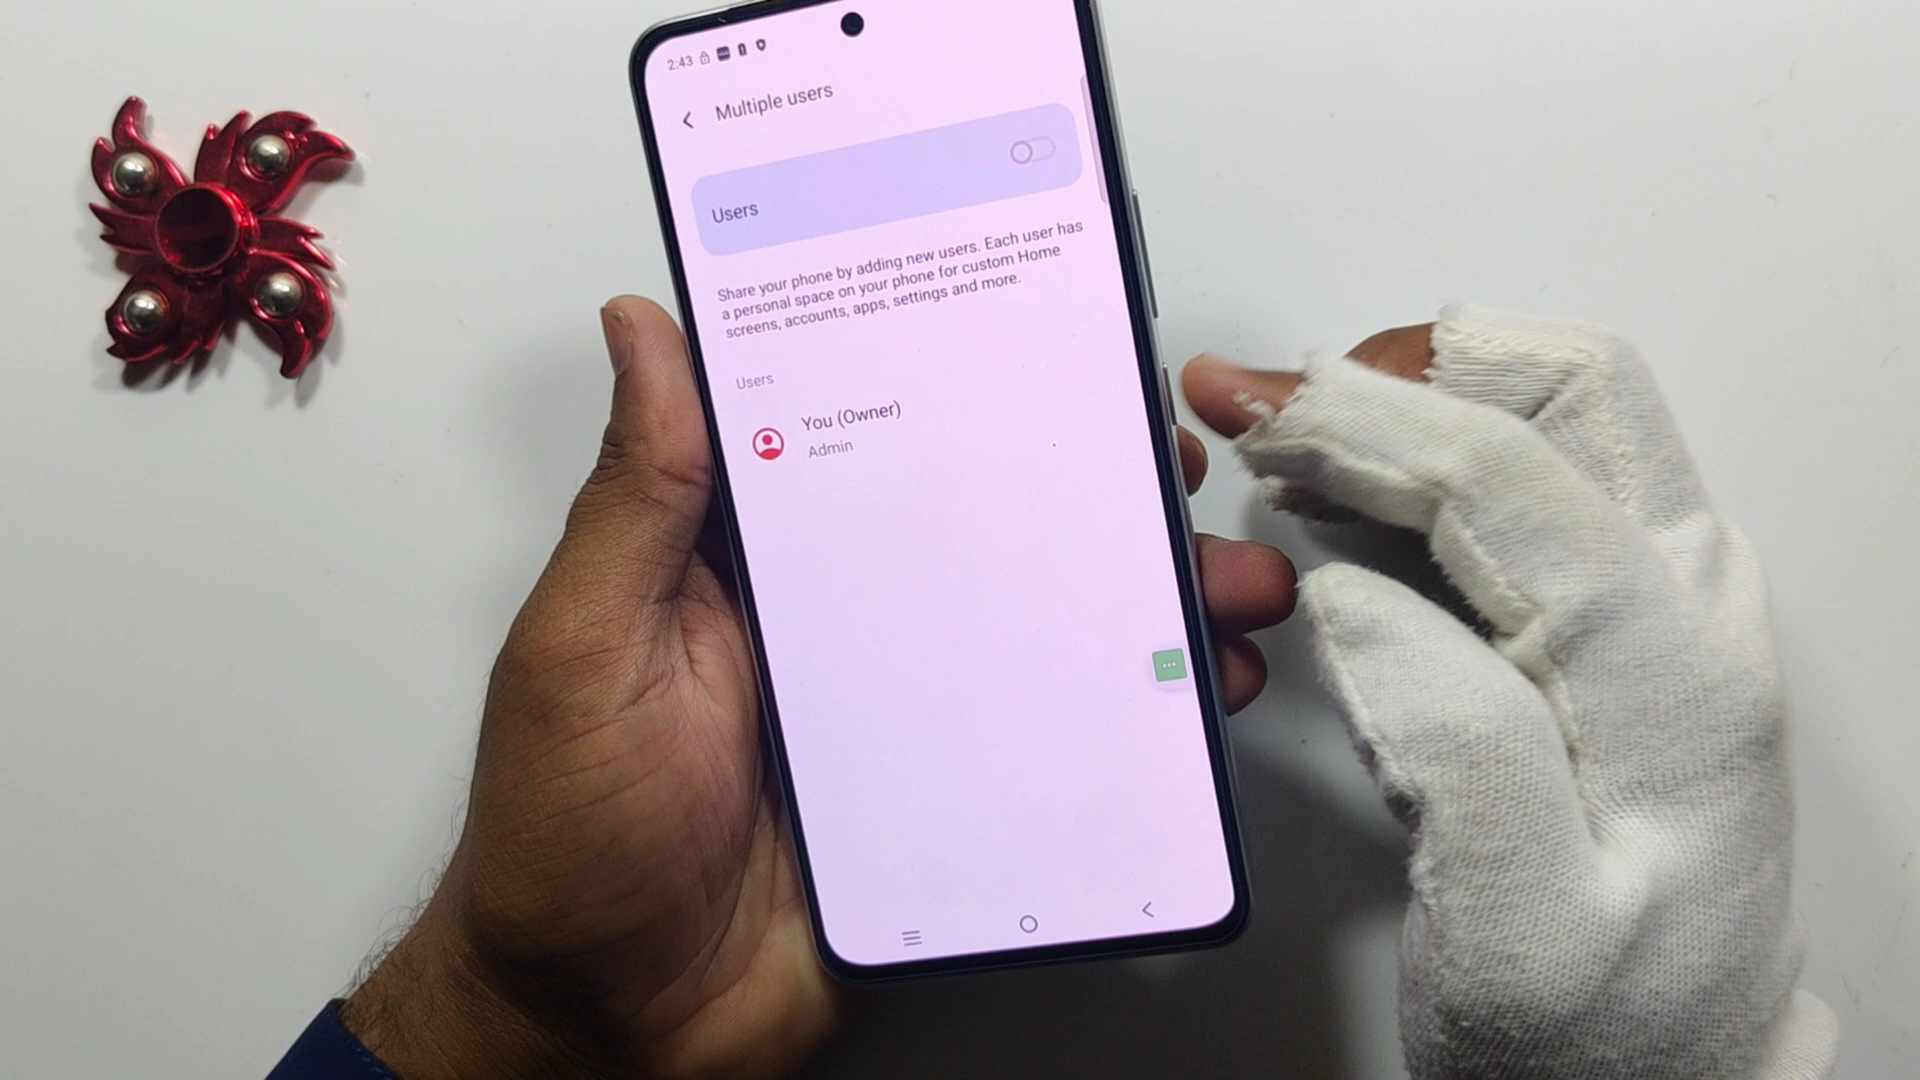 2:43
Multiple users
Users
Share your phone by adding new users. Each user has
a personal space on your phone for custom Home
screens, accounts, apps, settings and more.
Users
You (Owner)
Admin